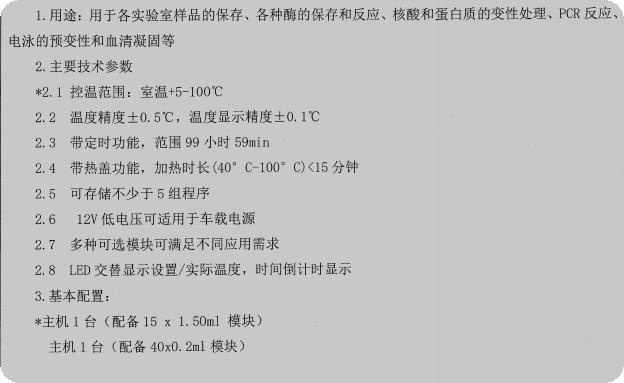 1.用途：用于各实验室样品的保存、各种酶的保存和反应、核酸和蛋白质的变性处理、PCR反应、
电泳的预变性和血清凝固等
2.主要技术参数
*2.1 控温范围：室温+5-100℃
2.2 温度精度±0.5℃，温度显示精度±0.1℃
2.3 带定时功能，范围99小时59min
2.4 带热盖功能，加热时长(40°C-100°C)<15分钟
2.5 可存储不少于5组程序
2.6 12V低电压可适用于车载电源
2.7 多种可选模块可满足不同应用需求
2.8 LED交替显示设置/实际温度，时间倒计时显示
3.基本配置：
*主机1台（配备15 x 1.50ml 模块）
主机1台（配备40x0.2ml模块）